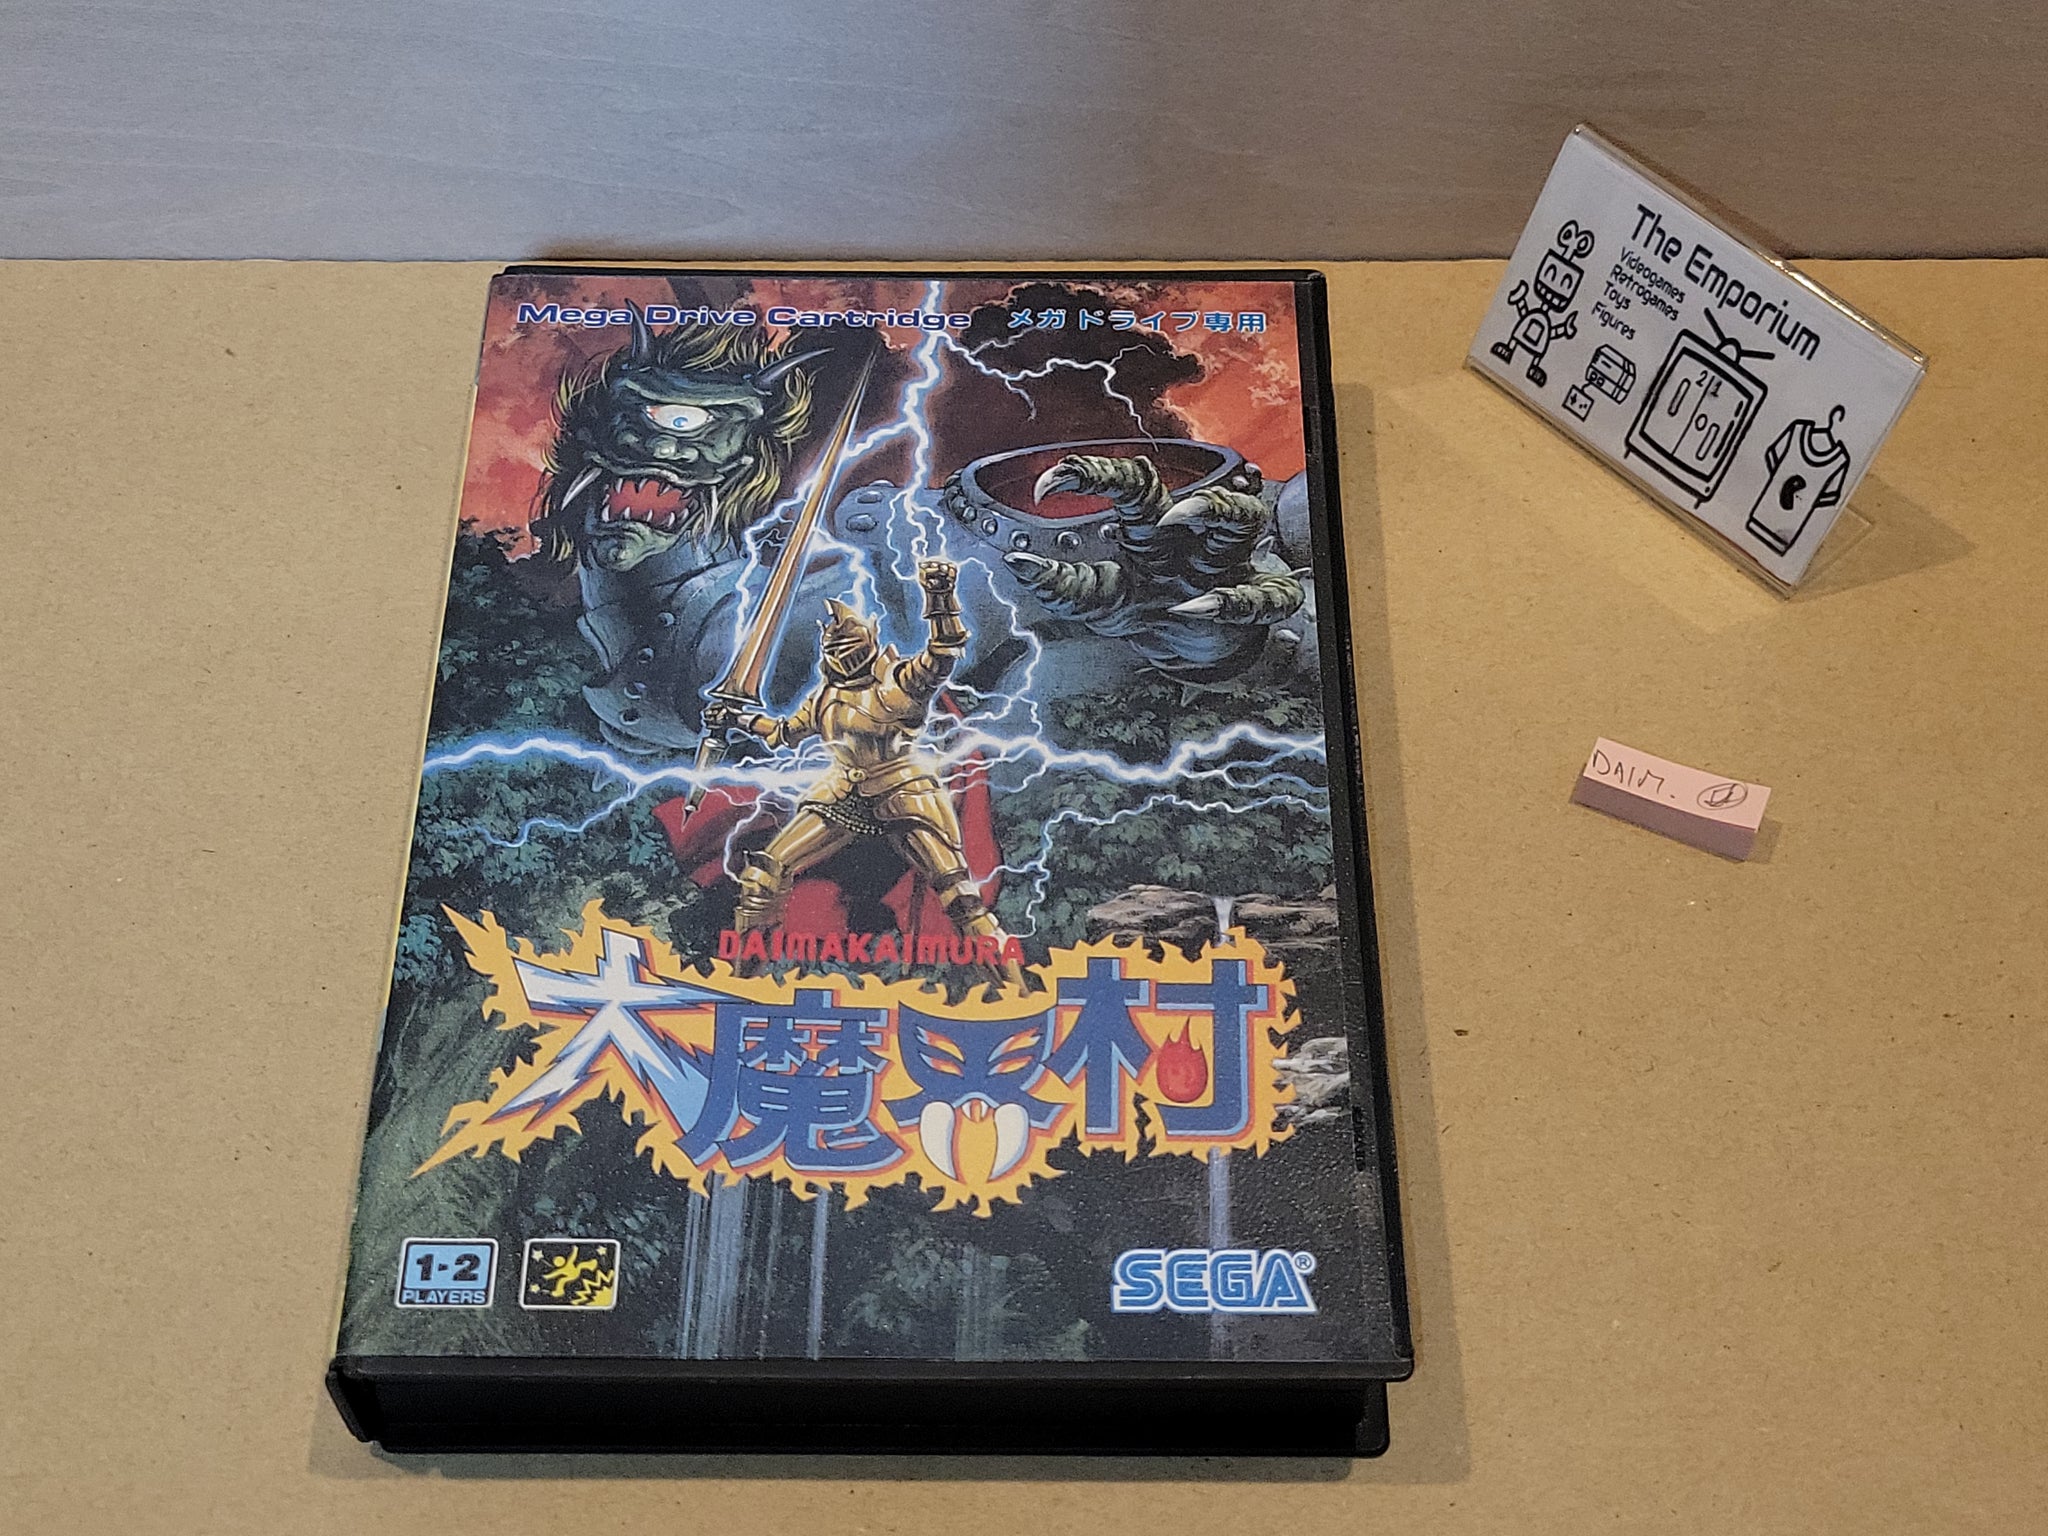 Mega Drive Cartridge メガドライブ専用
DAIMAKAIMURA
大魔界村
1-2
PLAYERS
SEGA®
The Emporium
Videogames
Retrogames
Toys
Figures
21
DAIM.